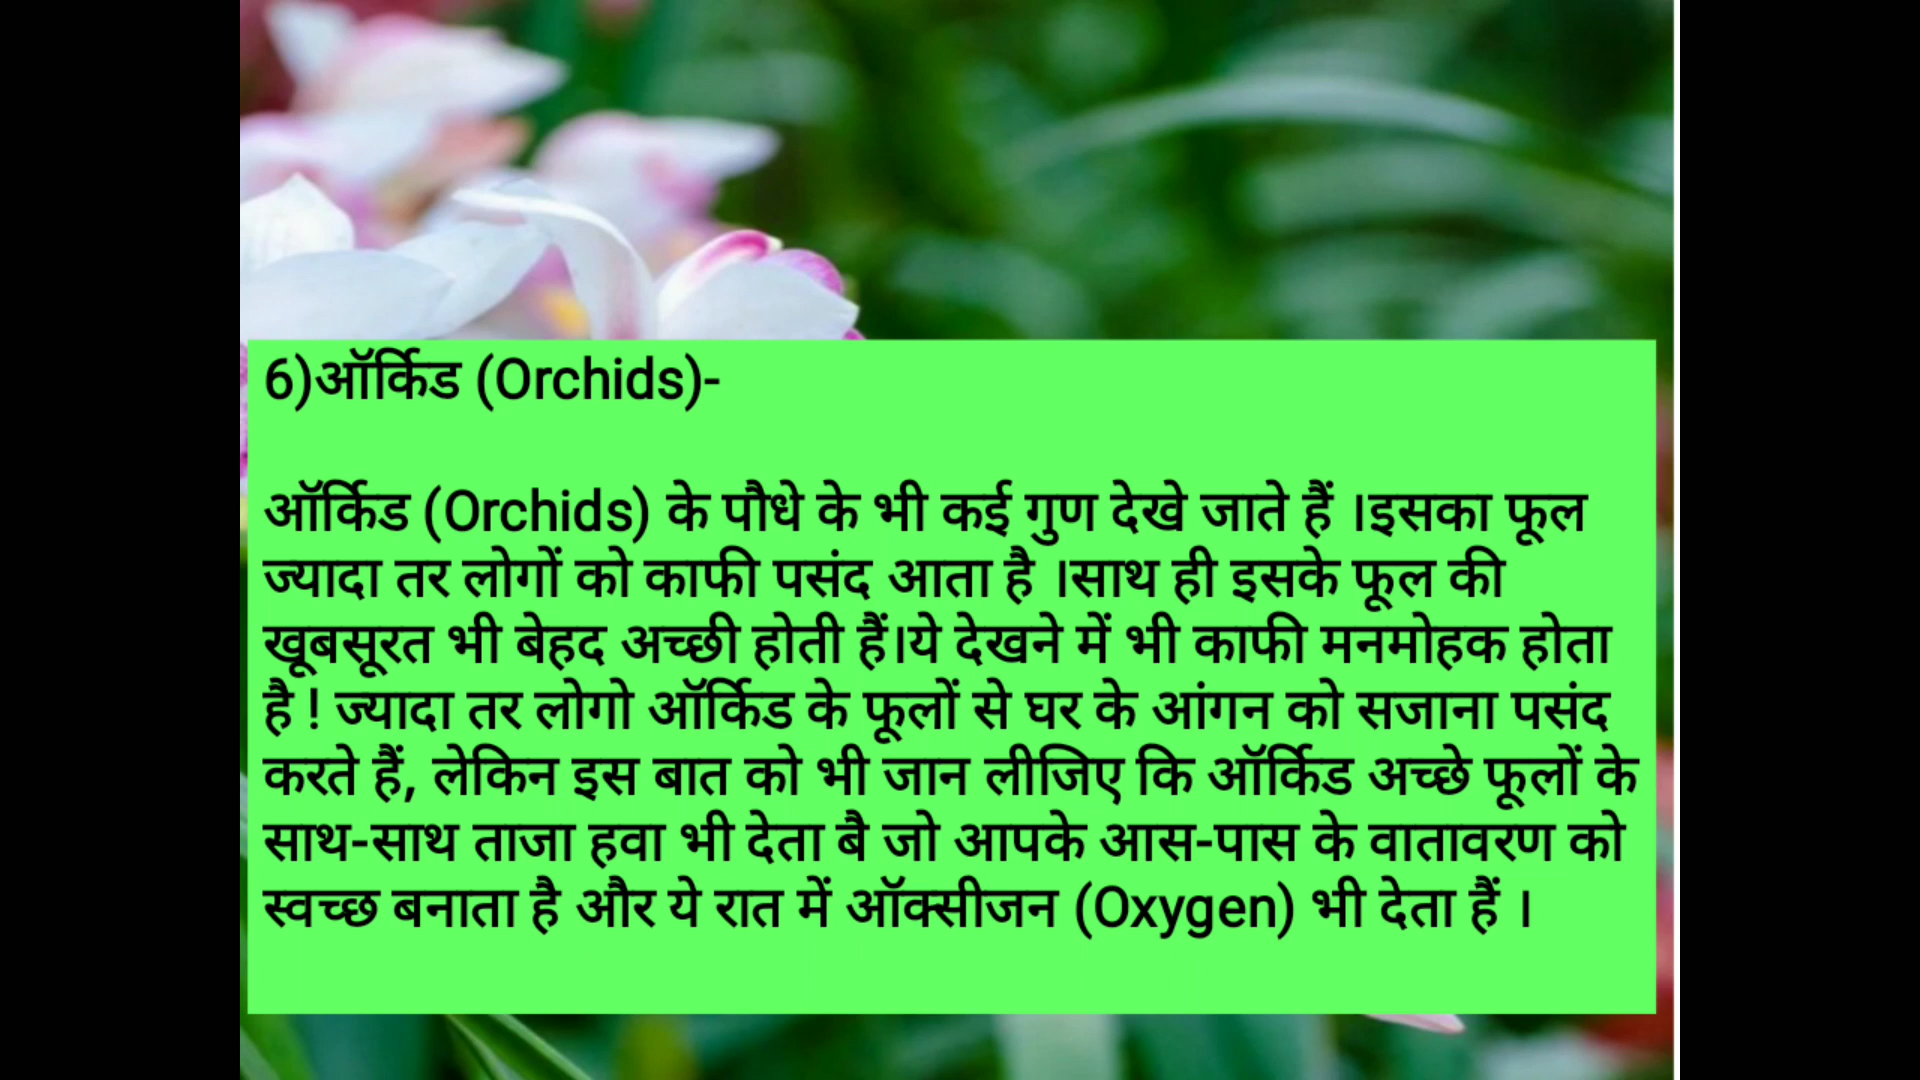 6)ऑर्किड (Orchids)-
ऑर्किड (Orchids) के पौधे के भी कई गुण देखे जाते हैं ।इसका फूल
ज्यादा तर लोगों को काफी पसंद आता है ।साथ ही इसके फूल की
खूबसूरत भी बेहद अच्छी होती हैं।ये देखने में भी काफी मनमोहक होता
है ! ज्यादा तर लोगो ऑर्किड के फूलों से घर के आंगन को सजाना पसंद
करते हैं, लेकिन इस बात को भी जान लीजिए कि ऑर्किड अच्छे फूलों के
साथ-साथ ताजा हवा भी देता बै जो आपके आस-पास के वातावरण को
स्वच्छ बनाता है और ये रात में ऑक्सीजन (Oxygen) भी देता हैं ।